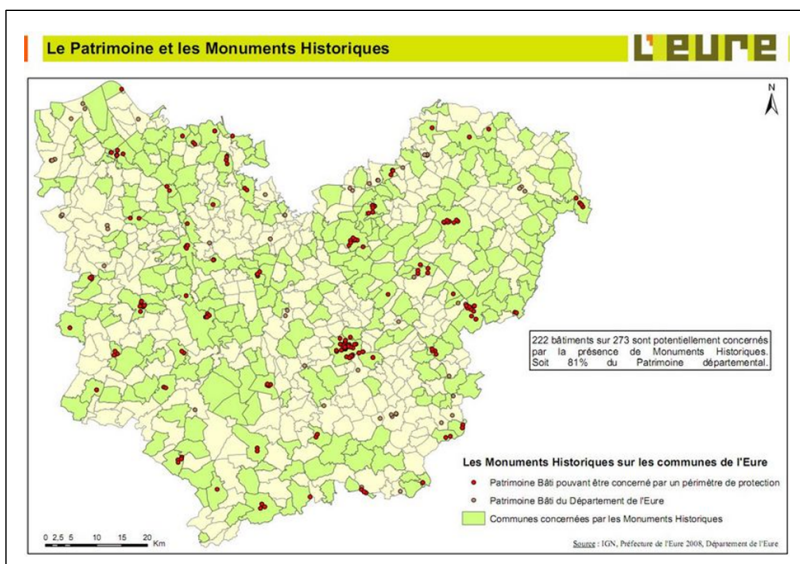 Le Patrimoine et les Monuments Historiques
L'eure
N
222 bâtiments sur 273 sont potentiellement concernés
par la présence de Monuments Historiques.
Soit 81% du Patrimoine départemental.
Les Monuments Historiques sur les communes de l'Eure
Patrimoine Bâti pouvant être concerné par un périmètre de protection
Patrimoine Bâti du Département de l'Eure
Communes concernées par les Monuments Historiques
0 2,5 5 10 15 20
Km
Source : IGN, Préfecture de l'Eure 2008, Département de l'Eure